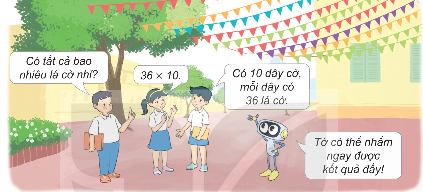 Có tất cả bao
nhiêu lá cờ nhỉ?
36 × 10.
Có 10 dây cờ,
mỗi dây có
36 lá cờ.
Tớ có thể nhẩm
ngay được
kết quả đấy!